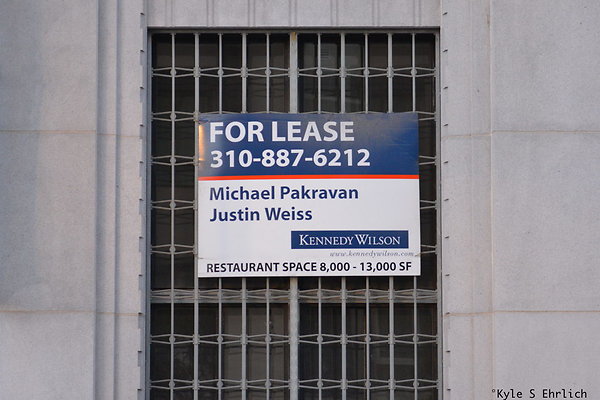 FOR LEASE
310-887-6212
Michael Pakravan
Justin Weiss
KENNEDY WILSON
www.kennedywilson.com
RESTAURANT SPACE 8,000 - 13,000 SF
°Kyle S Ehrlich